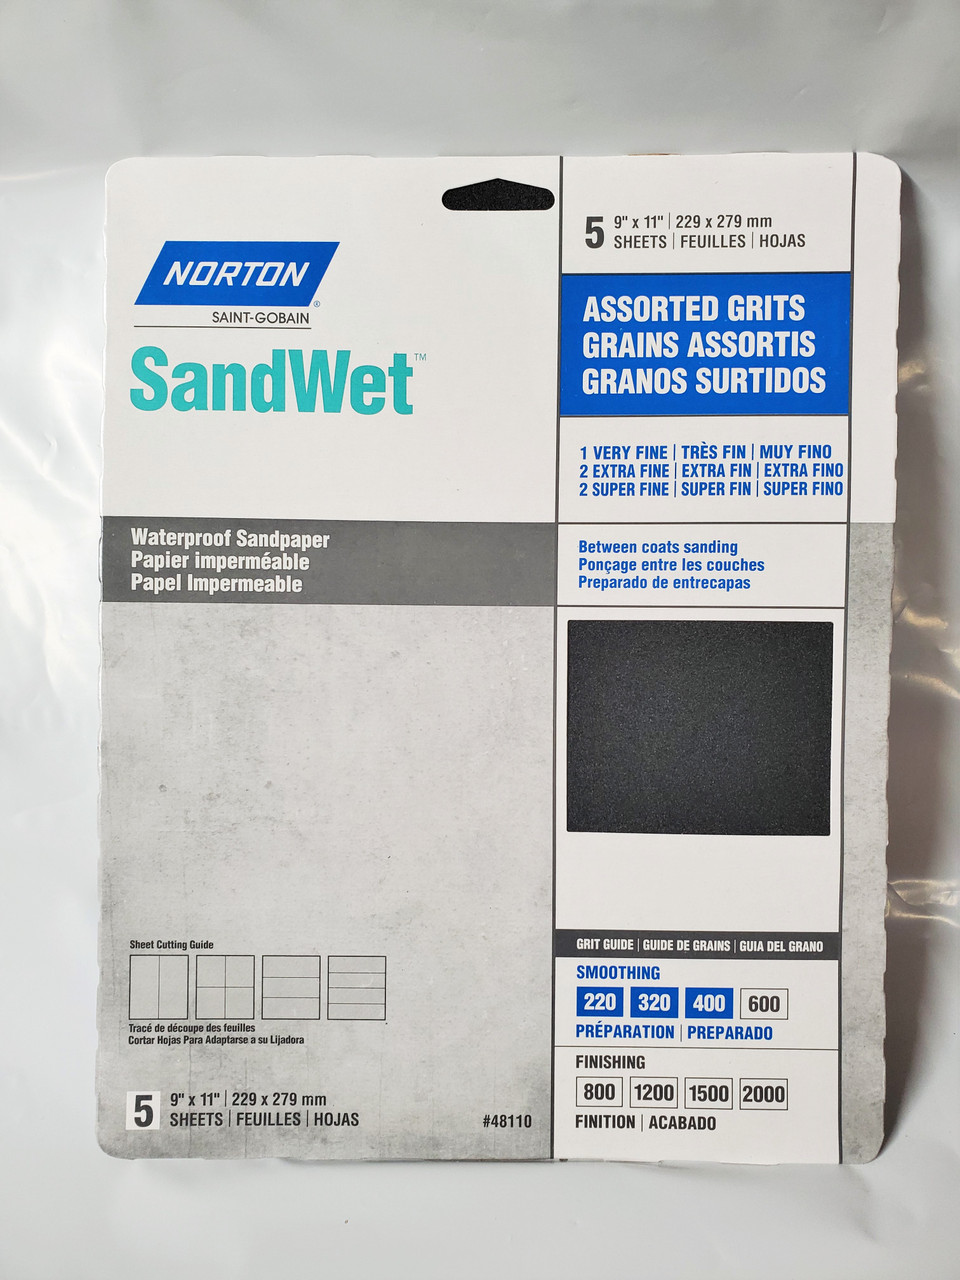 NORTON
®
SAINT-GOBAIN
SandWet™
Waterproof Sandpaper
Papier imperméable
Papel Impermeable
Sheet Cutting Guide
Tracé de découpe des feuilles
Cortar Hojas Para Adaptarse a su Lijadora
5 9" x 11" | 229 x 279 mm
SHEETS | FEUILLES | HOJAS
#48110
5 9" x 11" | 229 x 279 mm
SHEETS | FEUILLES | HOJAS
ASSORTED GRITS
GRAINS ASSORTIS
GRANOS SURTIDOS
1 VERY FINE | TRÈS FIN | MUY FINO
2 EXTRA FINE | EXTRA FIN | EXTRA FINO
2 SUPER FINE | SUPER FIN | SUPER FINO
Between coats sanding
Ponçage entre les couches
Preparado de entrecapas
GRIT GUIDE | GUIDE DE GRAINS | GUIA DEL GRANO
SMOOTHING
220 320 400 600
PRÉPARATION | PREPARADO
FINISHING
800 1200 1500 2000
FINITION | ACABADO